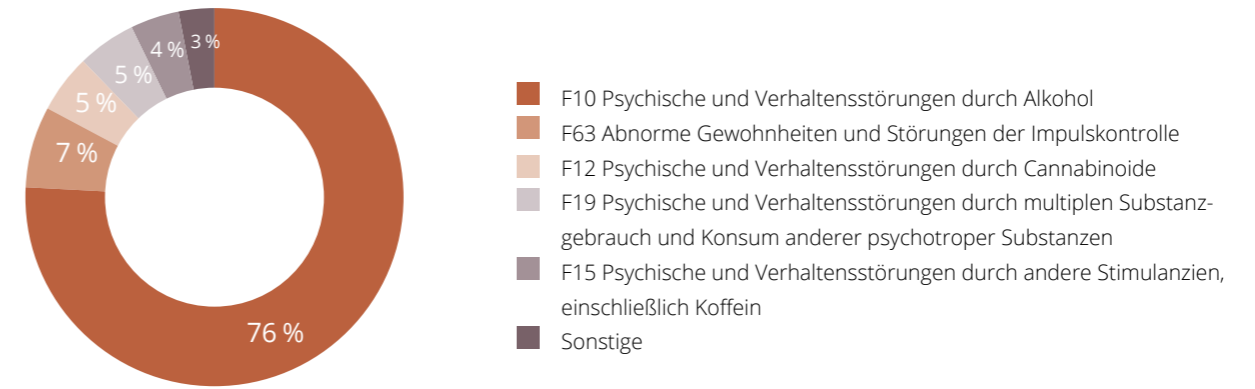 3 %
4 %
5 %
5 %
7 %
76 %
F10 Psychische und Verhaltensstörungen durch Alkohol
F63 Abnorme Gewohnheiten und Störungen der Impulskontrolle
F12 Psychische und Verhaltensstörungen durch Cannabinoide
F19 Psychische und Verhaltensstörungen durch multiplen Substanz-
gebrauch und Konsum anderer psychotroper Substanzen
F15 Psychische und Verhaltensstörungen durch andere Stimulanzien,
einschließlich Koffein
Sonstige